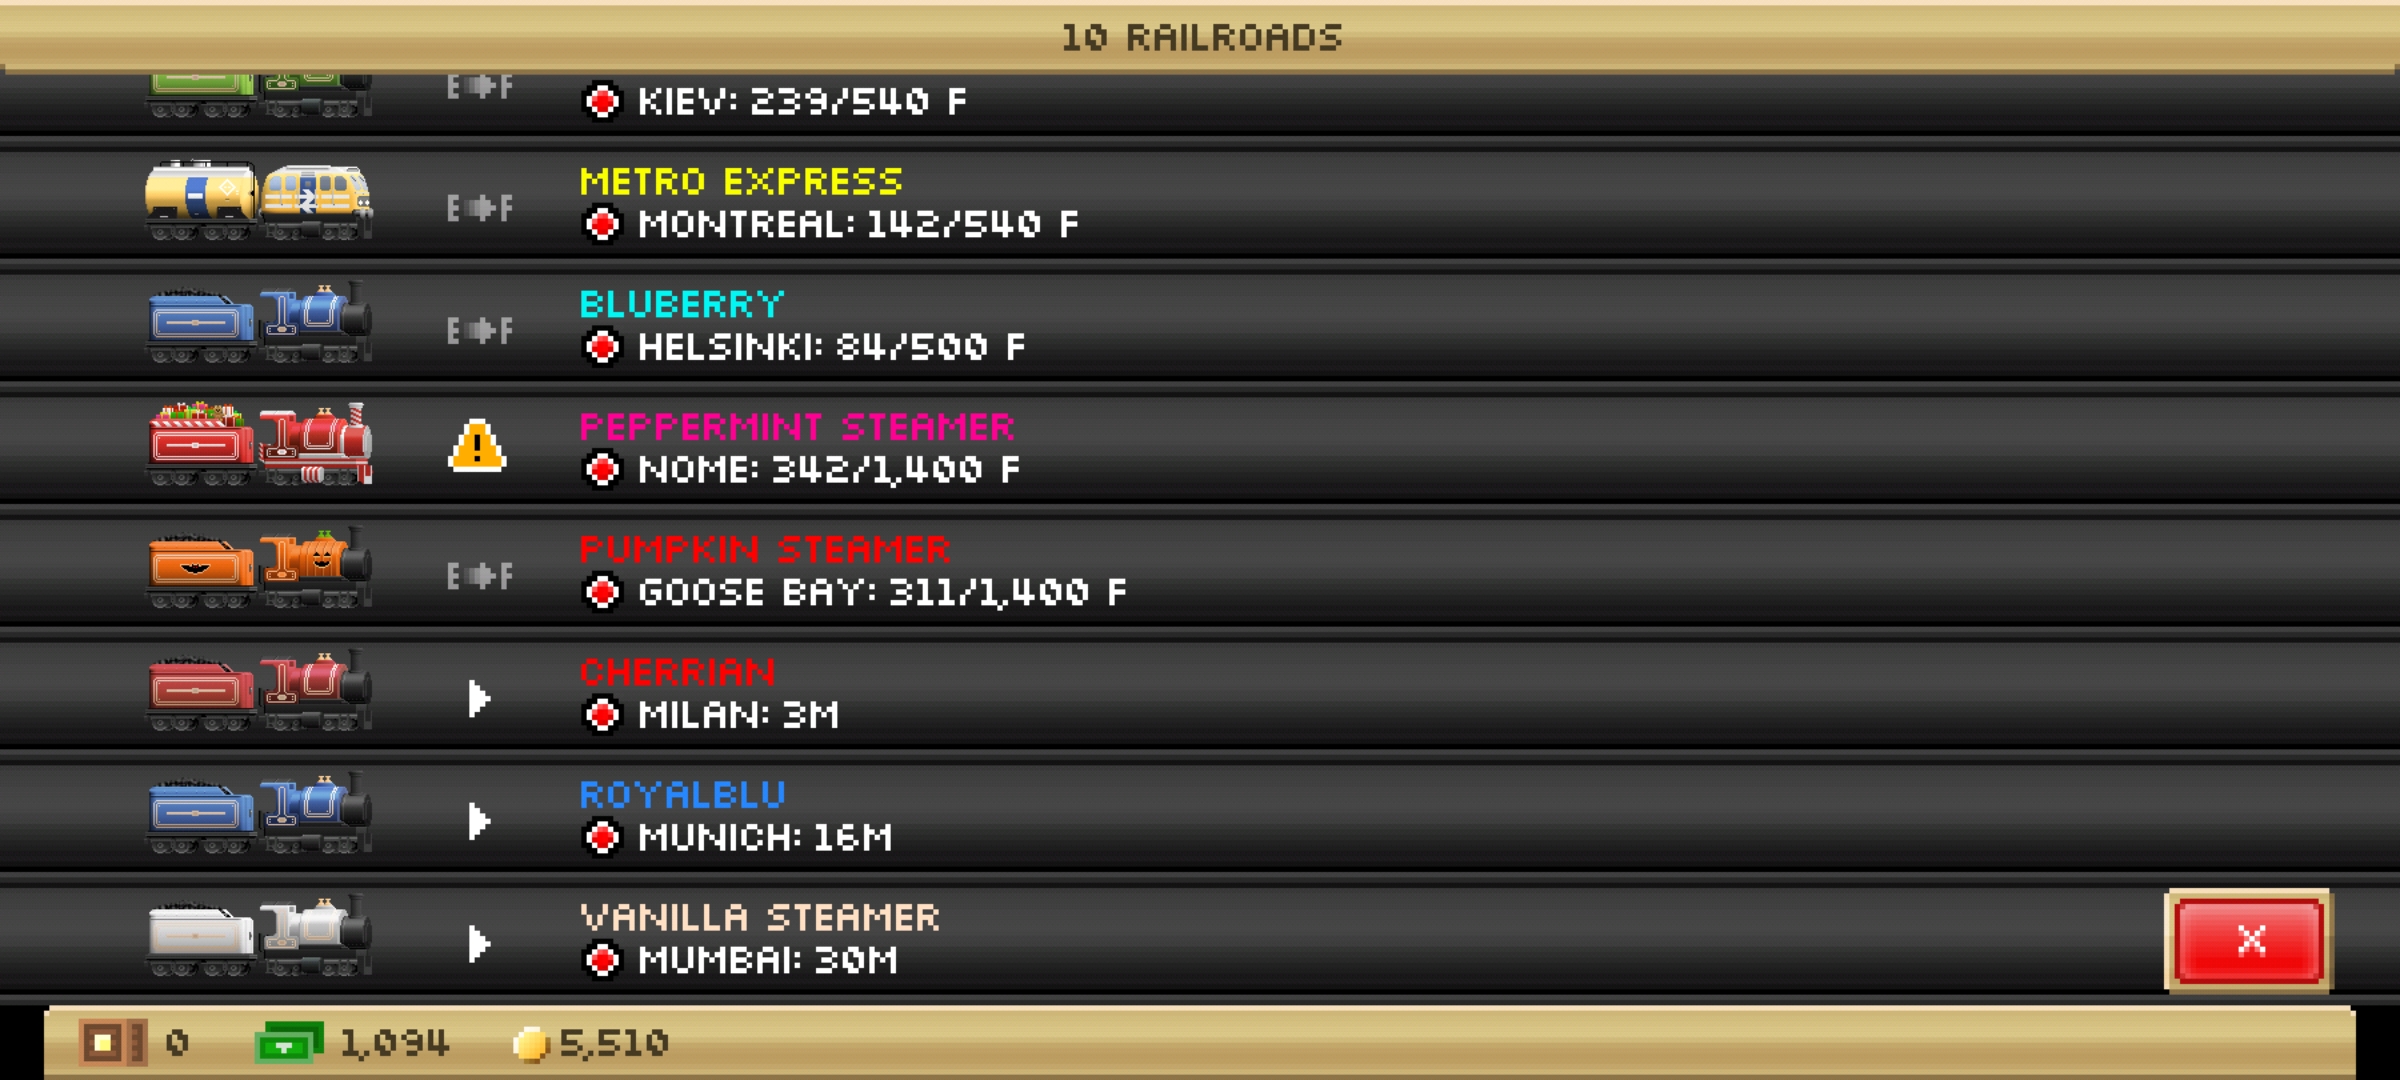 10 RAILROADS
E F
KIEV: 239/540 F
METRO EXPRESS
E F
MONTREAL: 142/540 F
BLUBERRY
E F
HELSINKI: 84/500 F
PEPPERMINT STEAMER
!
NOME: 342/1,400 F
PUMPKIN STEAMER
E F
GOOSE BAY: 311/1,400 F
CHERRIAN
MILAN: 3M
ROYALBLU
MUNICH: 16M
VANILLA STEAMER
MUMBAI: 30M
X
0 1,094 5,510